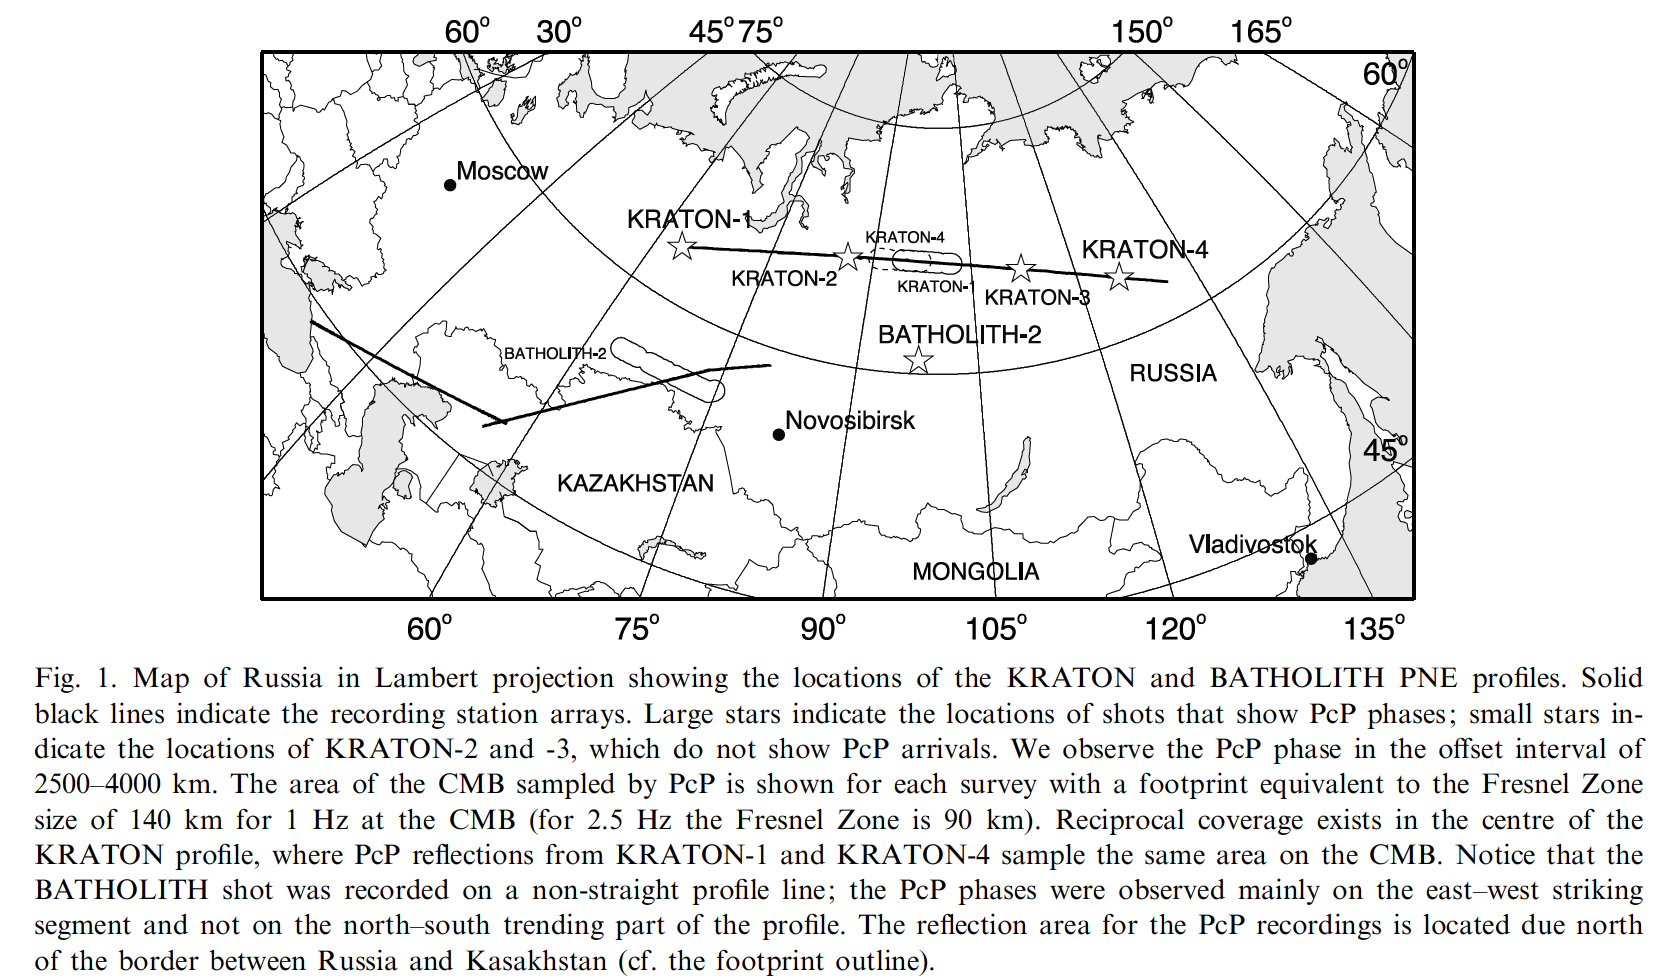 60° 30° 45° 75° 150° 165°
60°
Moscow
KRATON-1
KRATON-4
KRATON-4
KRATON-2
KRATON-1
KRATON-3
BATHOLITH-2
BATHOLITH-2
RUSSIA
Novosibirsk
45°
KAZAKHSTAN
Vladivostok
MONGOLIA
60° 75° 90° 105° 120° 135°
Fig. 1. Map of Russia in Lambert projection showing the locations of the KRATON and BATHOLITH PNE profiles. Solid
black lines indicate the recording station arrays. Large stars indicate the locations of shots that show PcP phases; small stars in-
dicate the locations of KRATON-2 and -3, which do not show PcP arrivals. We observe the PcP phase in the offset interval of
2500–4000 km. The area of the CMB sampled by PcP is shown for each survey with a footprint equivalent to the Fresnel Zone
size of 140 km for 1 Hz at the CMB (for 2.5 Hz the Fresnel Zone is 90 km). Reciprocal coverage exists in the centre of the
KRATON profile, where PcP reflections from KRATON-1 and KRATON-4 sample the same area on the CMB. Notice that the
BATHOLITH shot was recorded on a non-straight profile line; the PcP phases were observed mainly on the east–west striking
segment and not on the north–south trending part of the profile. The reflection area for the PcP recordings is located due north
of the border between Russia and Kasakhstan (cf. the footprint outline).